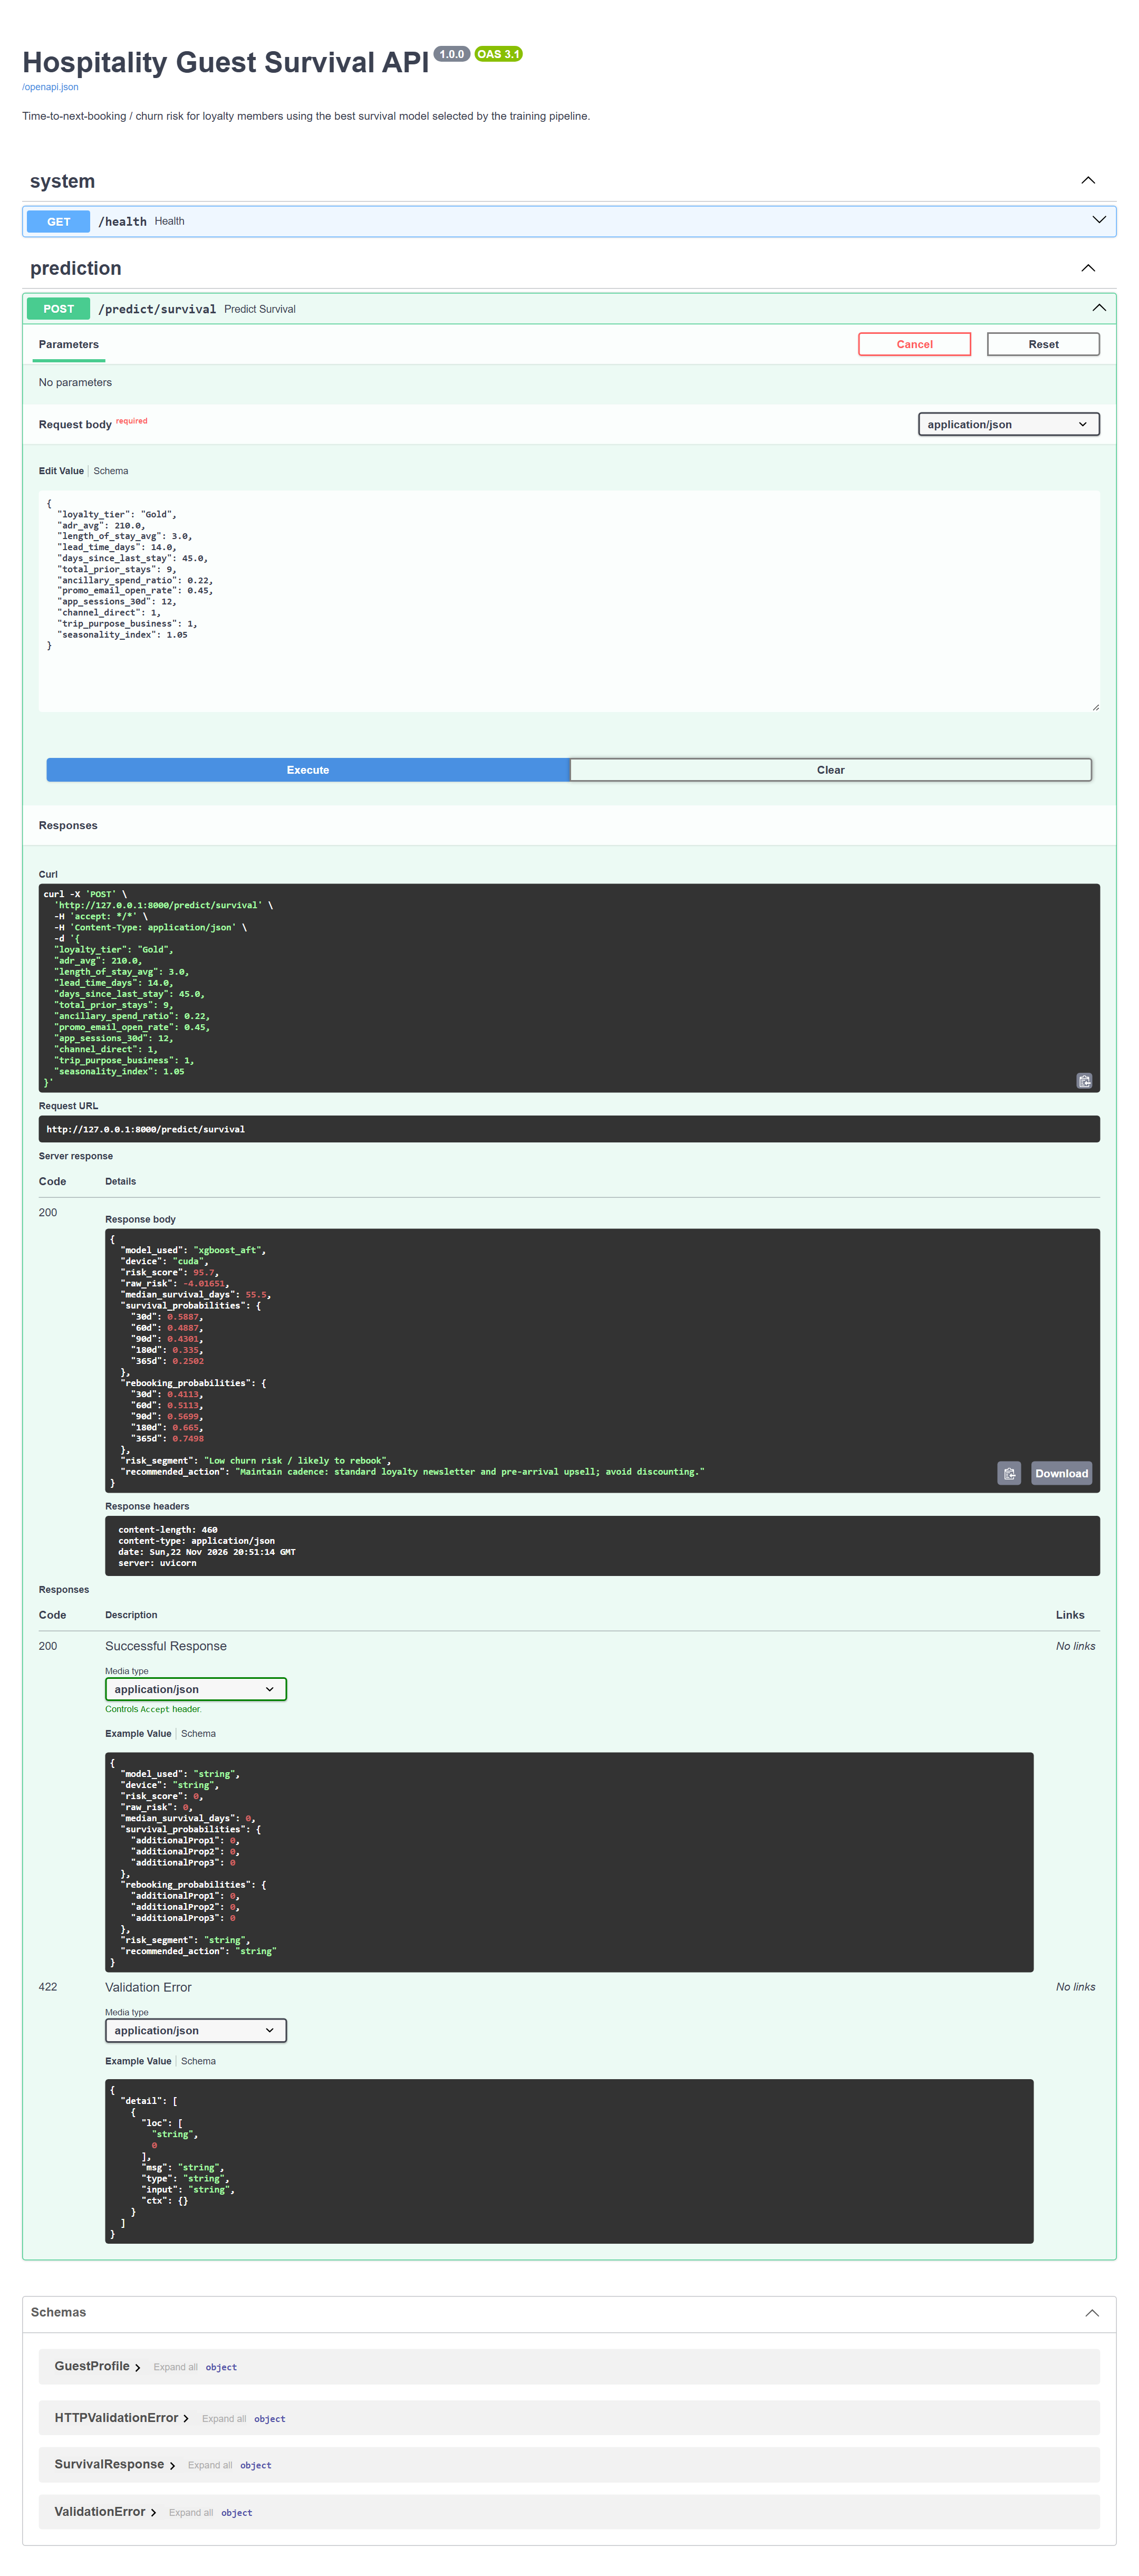 Hospitality Guest Survival API 1.0.0 OAS 3.1
/openapi.json
Time-to-next-booking / churn risk for loyalty members using the best survival model selected by the training pipeline.
system
GET /health Health
prediction
POST /predict/survival Predict Survival
Parameters Cancel Reset
No parameters
Request body required application/json
Edit Value Schema
{
"loyalty_tier": "Gold",
"adr_avg": 210.0,
"length_of_stay_avg": 3.0,
"lead_time_days": 14.0,
"days_since_last_stay": 45.0,
"total_prior_stays": 9,
"ancillary_spend_ratio": 0.22,
"promo_email_open_rate": 0.45,
"app_sessions_30d": 12,
"channel_direct": 1,
"trip_purpose_business": 1,
"seasonality_index": 1.05
}
Execute Clear
Responses
Curl
curl -X 'POST' \
'http://127.0.0.1:8000/predict/survival' \
-H 'accept: */*' \
-H 'Content-Type: application/json' \
-d '{
"loyalty_tier": "Gold",
"adr_avg": 210.0,
"length_of_stay_avg": 3.0,
"lead_time_days": 14.0,
"days_since_last_stay": 45.0,
"total_prior_stays": 9,
"ancillary_spend_ratio": 0.22,
"promo_email_open_rate": 0.45,
"app_sessions_30d": 12,
"channel_direct": 1,
"trip_purpose_business": 1,
"seasonality_index": 1.05
}'
Request URL
http://127.0.0.1:8000/predict/survival
Server response
Code Details
200
Response body
{
"model_used": "xgboost_aft",
"device": "cuda",
"risk_score": 95.7,
"raw_risk": -4.01651,
"median_survival_days": 55.5,
"survival_probabilities": {
"30d": 0.5887,
"60d": 0.4887,
"90d": 0.4301,
"180d": 0.335,
"365d": 0.2502
},
"rebooking_probabilities": {
"30d": 0.4113,
"60d": 0.5113,
"90d": 0.5699,
"180d": 0.665,
"365d": 0.7498
},
"risk_segment": "Low churn risk / likely to rebook",
"recommended_action": "Maintain cadence: standard loyalty newsletter and pre-arrival upsell; avoid discounting."
}
Download
Response headers
content-length: 460
content-type: application/json
date: Sun,22 Nov 2026 20:51:14 GMT
server: uvicorn
Responses
Code Description Links
200 Successful Response No links
Media type
application/json
Controls Accept header.
Example Value Schema
{
"model_used": "string",
"device": "string",
"risk_score": 0,
"raw_risk": 0,
"median_survival_days": 0,
"survival_probabilities": {
"additionalProp1": 0,
"additionalProp2": 0,
"additionalProp3": 0
},
"rebooking_probabilities": {
"additionalProp1": 0,
"additionalProp2": 0,
"additionalProp3": 0
},
"risk_segment": "string",
"recommended_action": "string"
}
422 Validation Error No links
Media type
application/json
Example Value Schema
{
"detail": [
{
"loc": [
"string",
0
],
"msg": "string",
"type": "string",
"input": "string",
"ctx": {}
}
]
}
Schemas
GuestProfile Expand all object
HTTPValidationError Expand all object
SurvivalResponse Expand all object
ValidationError Expand all object